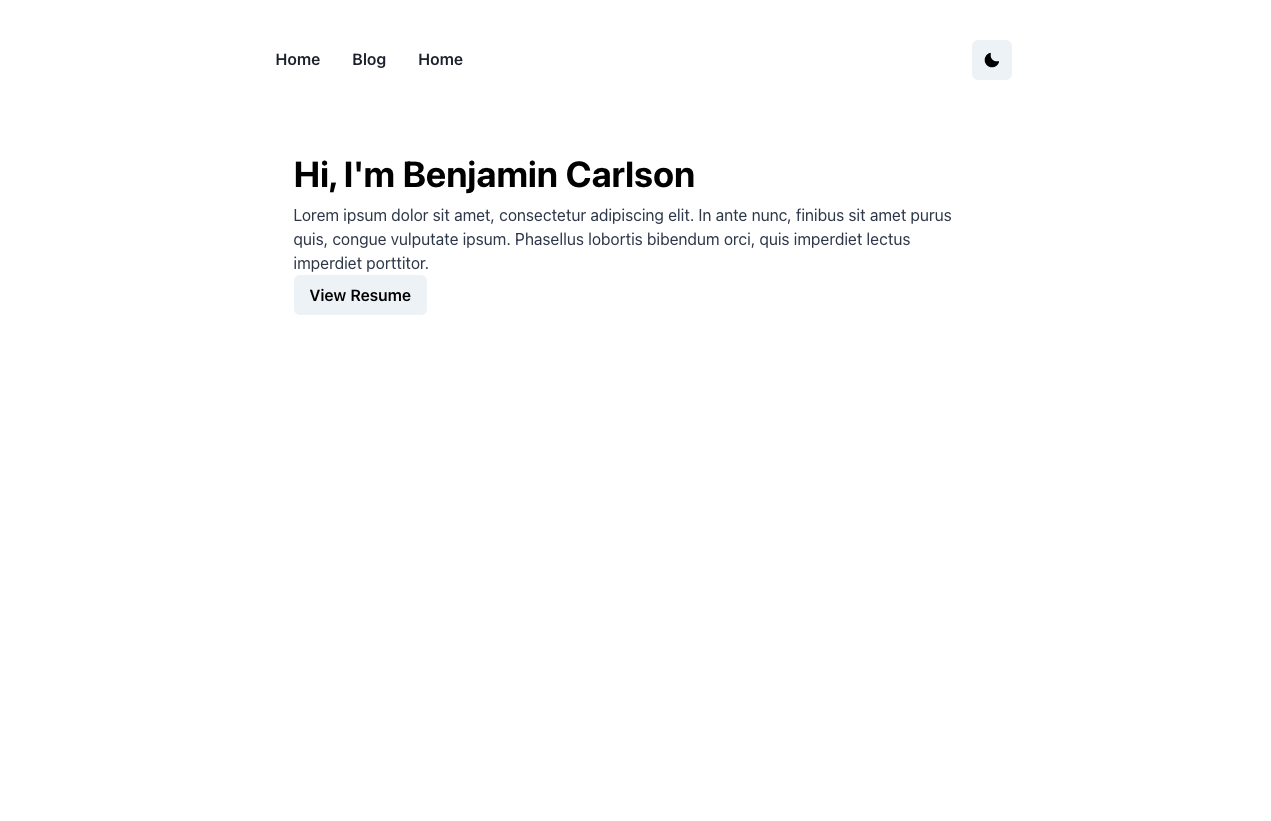 Home Blog Home
Hi, I'm Benjamin Carlson
Lorem ipsum dolor sit amet, consectetur adipiscing elit. In ante nunc, finibus sit amet purus
quis, congue vulputate ipsum. Phasellus lobortis bibendum orci, quis imperdiet lectus
imperdiet porttitor.
View Resume